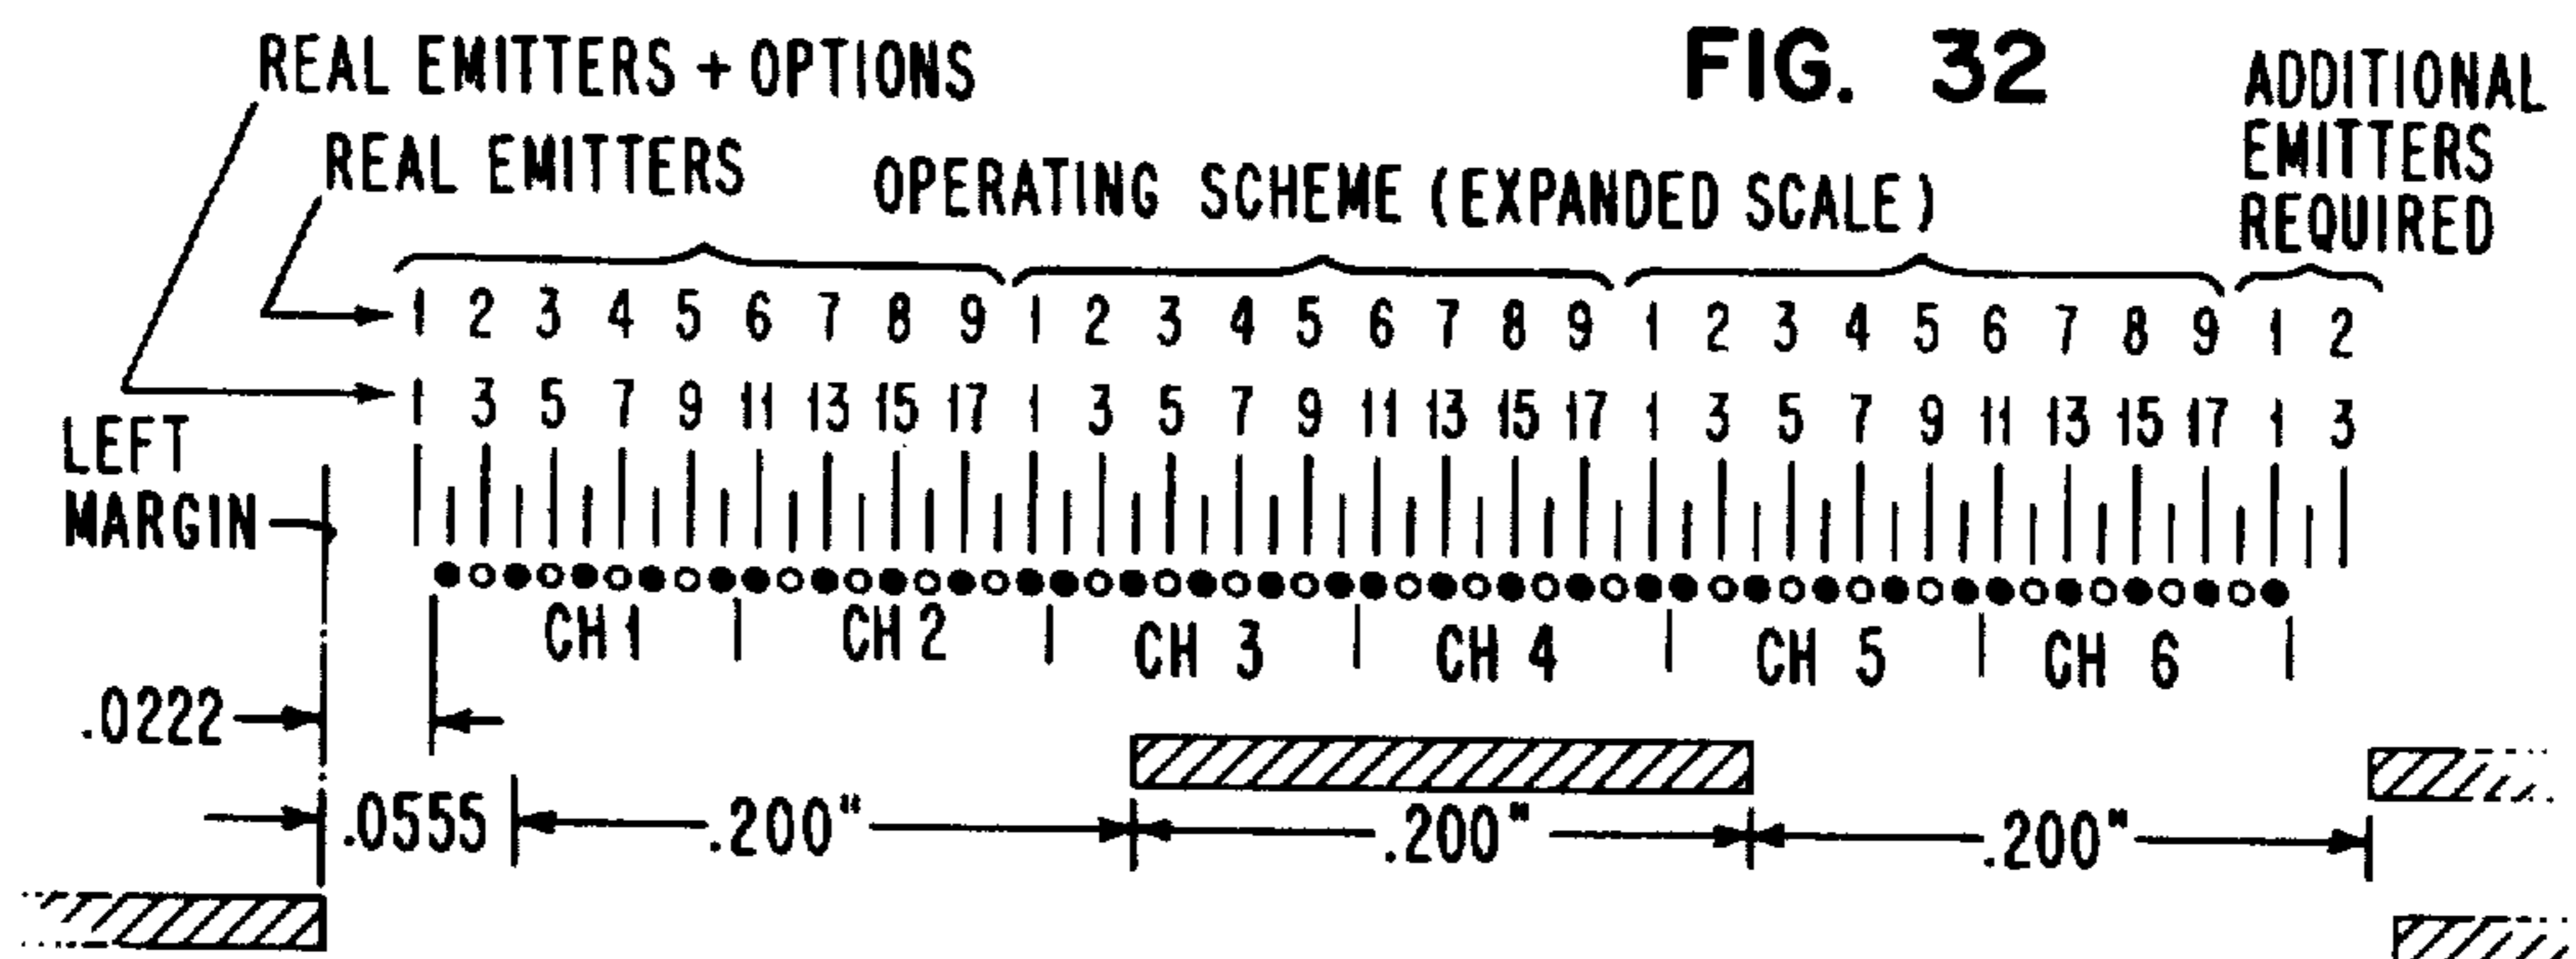 FIG. 32
REAL EMITTERS + OPTIONS
REAL EMITTERS
OPERATING SCHEME (EXPANDED SCALE)
ADDITIONAL
EMITTERS
REQUIRED
1 2 3 4 5 6 7 8 9 1 2 3 4 5 6 7 8 9 1 2 3 4 5 6 7 8 9 1 2
1 3 5 7 9 11 13 15 17 1 3 5 7 9 11 13 15 17 1 3 5 7 9 11 13 15 17 1 3
LEFT
MARGIN
CH 1 CH 2 CH 3 CH 4 CH 5 CH 6
.0222
.0555 .200" .200" .200"